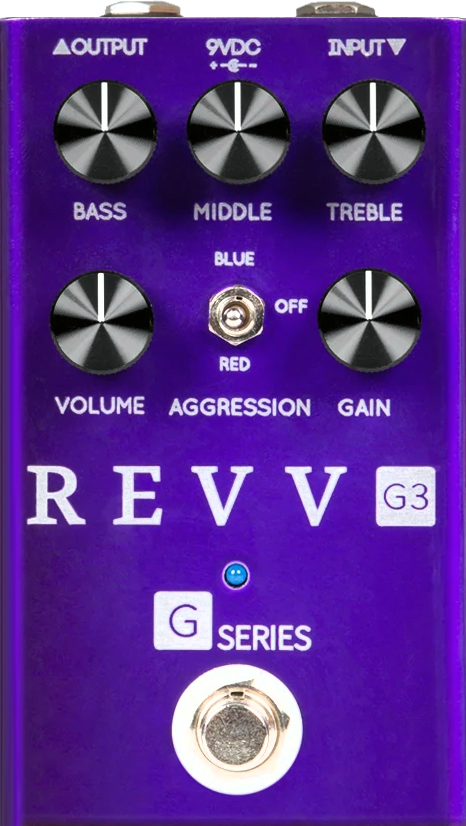 ▲OUTPUT 9VDC INPUT▼
+ -
BASS MIDDLE TREBLE
BLUE
OFF
RED
VOLUME AGGRESSION GAIN
REVV G3
G SERIES